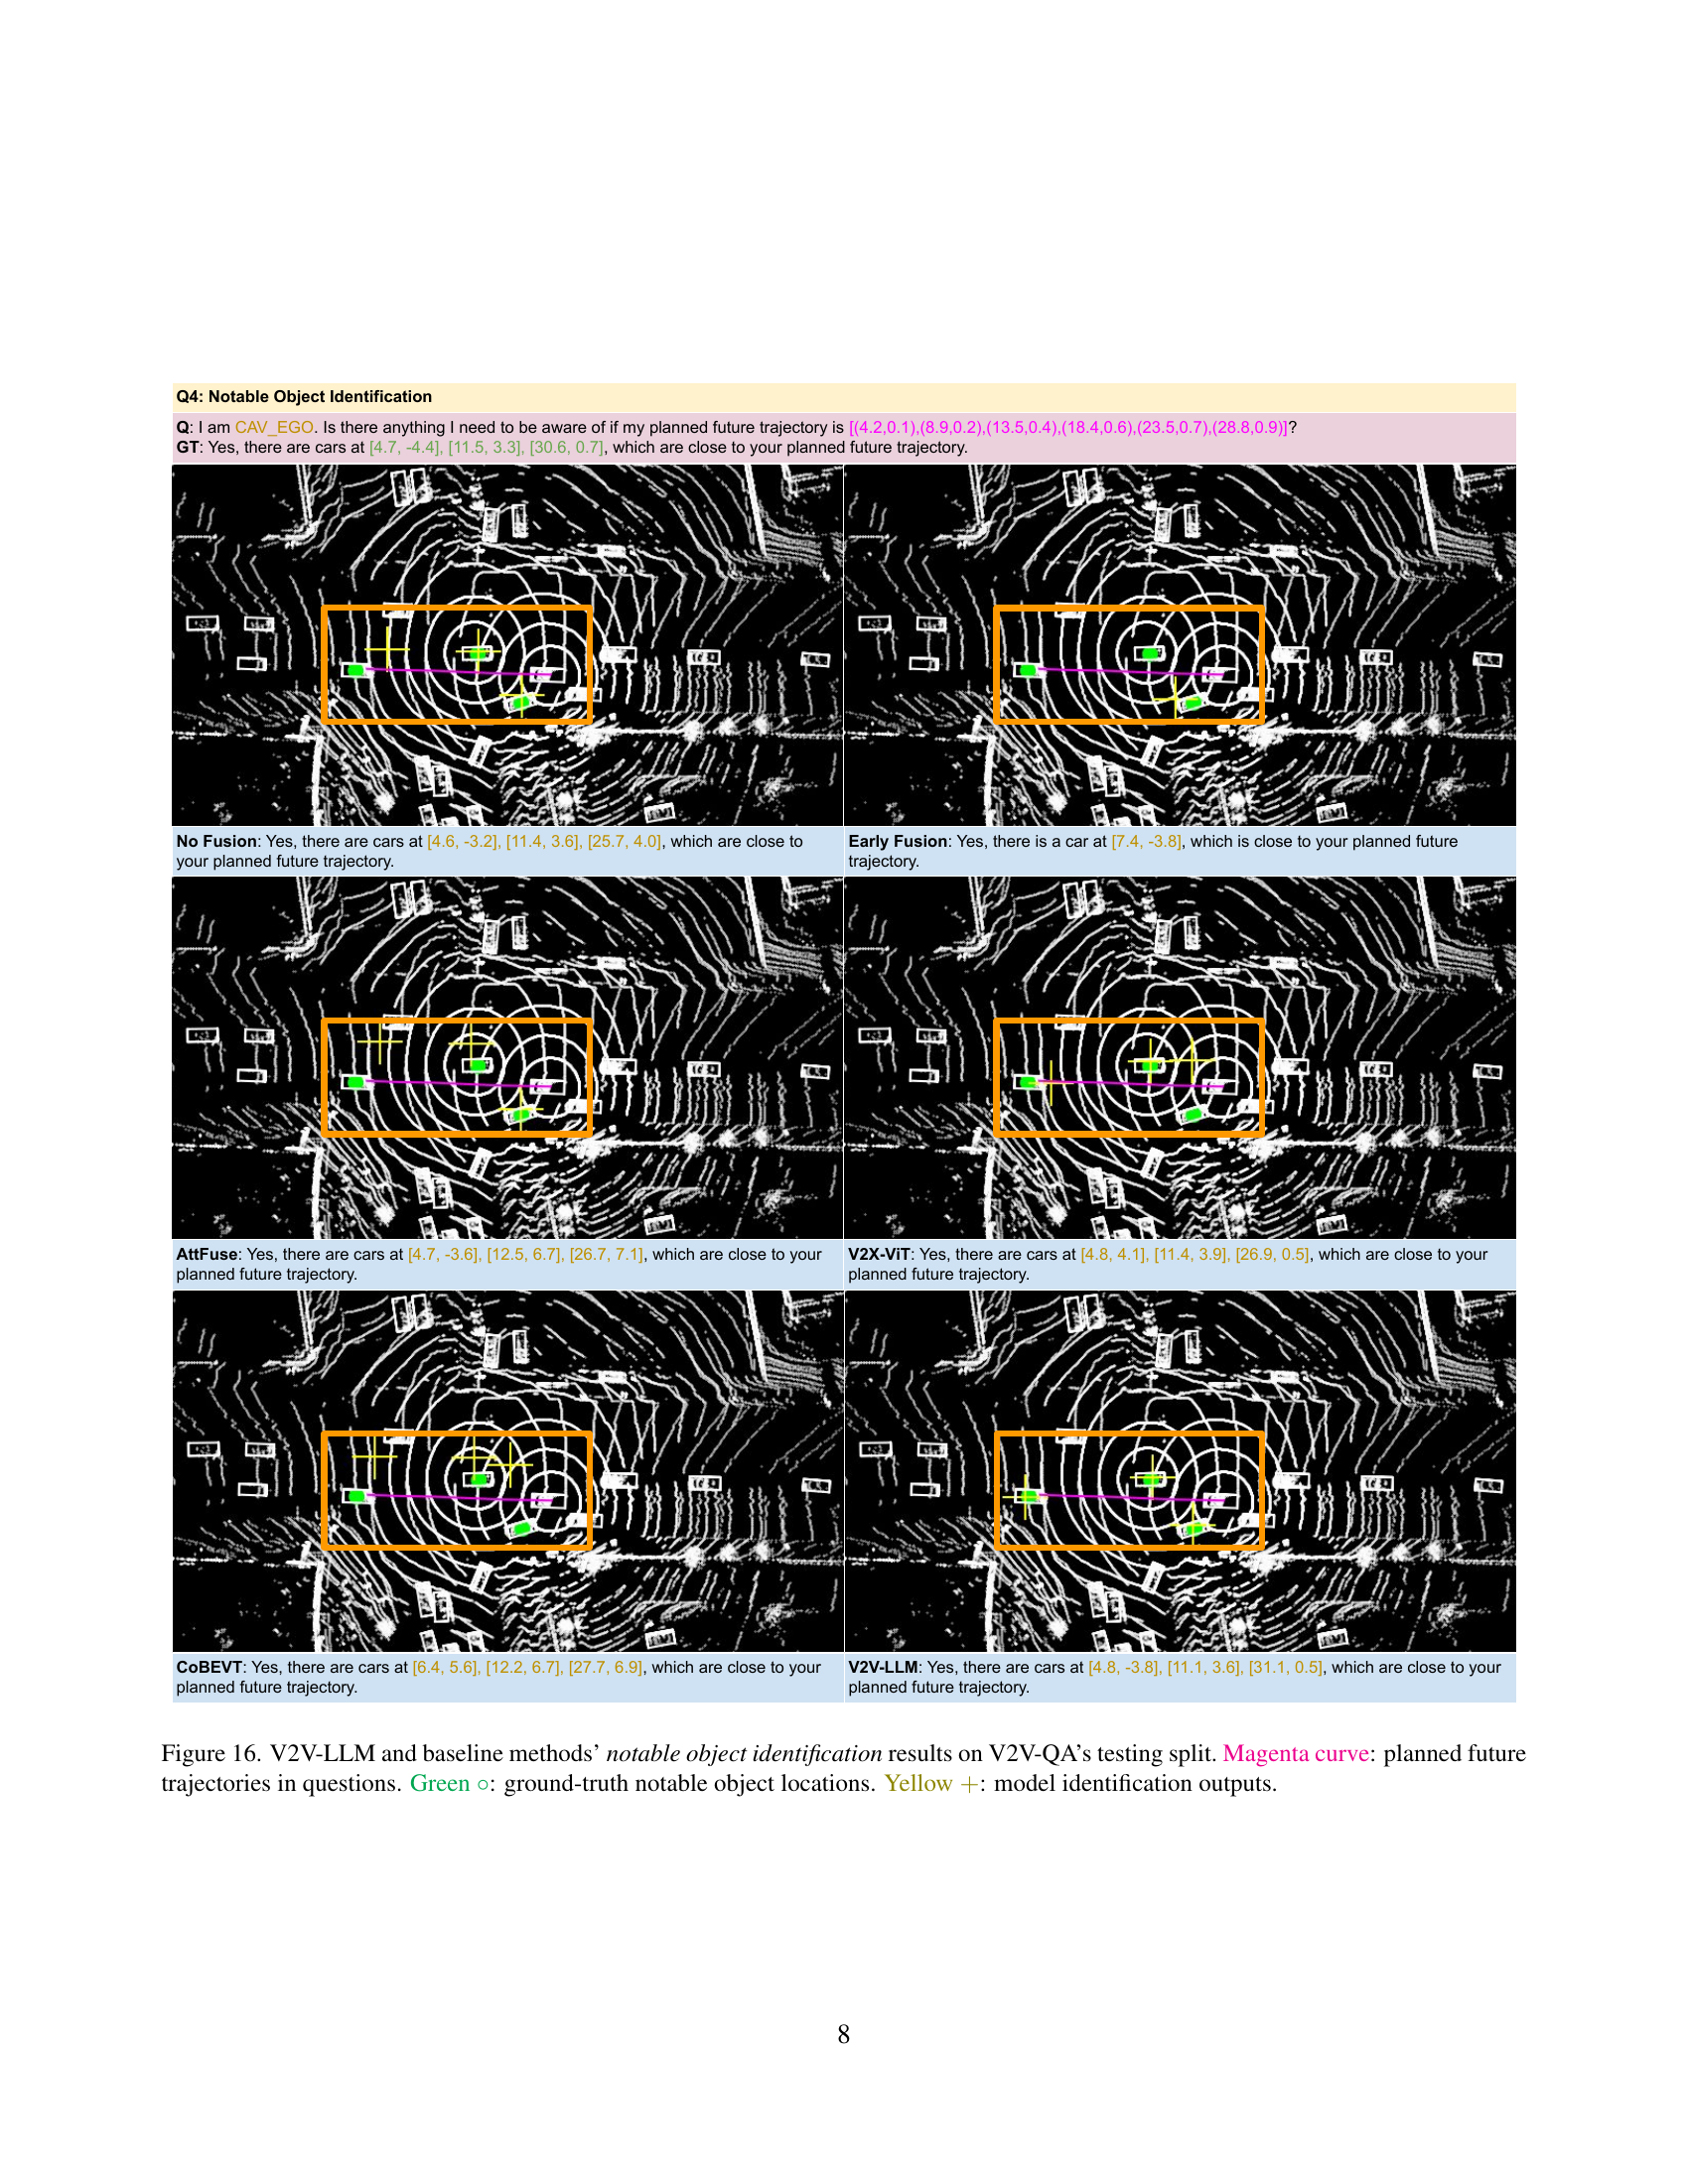 Q4: Notable Object Identification
Q: I am CAV_EGO. Is there anything I need to be aware of if my planned future trajectory is [(4.2,0.1),(8.9,0.2),(13.5,0.4),(18.4,0.6),(23.5,0.7),(28.8,0.9)]?
GT: Yes, there are cars at [4.7, -4.4], [11.5, 3.3], [30.6, 0.7], which are close to your planned future trajectory.
No Fusion: Yes, there are cars at [4.6, -3.2], [11.4, 3.6], [25.7, 4.0], which are close to
your planned future trajectory.
Early Fusion: Yes, there is a car at [7.4, -3.8], which is close to your planned future
trajectory.
AttFuse: Yes, there are cars at [4.7, -3.6], [12.5, 6.7], [26.7, 7.1], which are close to your
planned future trajectory.
V2X-ViT: Yes, there are cars at [4.8, 4.1], [11.4, 3.9], [26.9, 0.5], which are close to your
planned future trajectory.
CoBEVT: Yes, there are cars at [6.4, 5.6], [12.2, 6.7], [27.7, 6.9], which are close to your
planned future trajectory.
V2V-LLM: Yes, there are cars at [4.8, -3.8], [11.1, 3.6], [31.1, 0.5], which are close to your
planned future trajectory.
Figure 16. V2V-LLM and baseline methods' notable object identification results on V2V-QA's testing split. Magenta curve: planned future
trajectories in questions. Green ○: ground-truth notable object locations. Yellow +: model identification outputs.
8